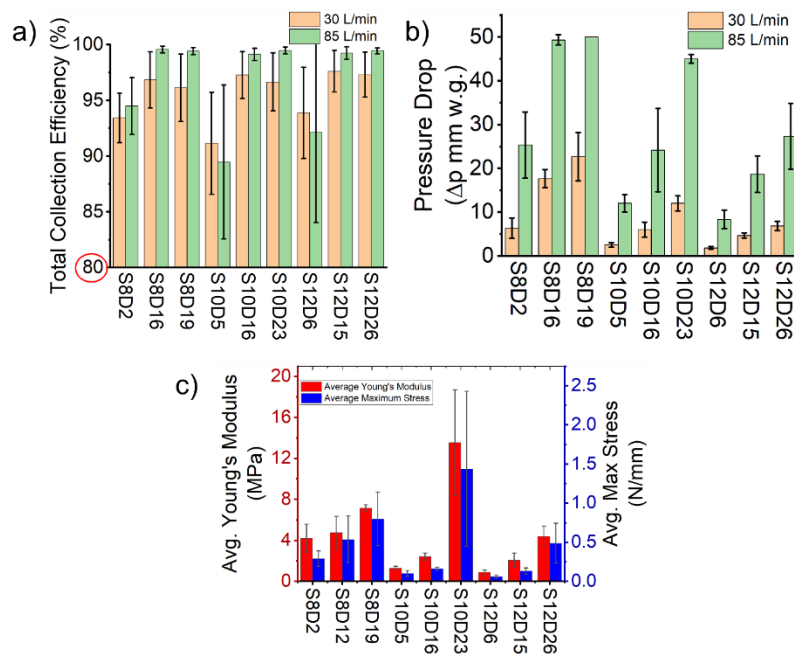 a)
Total Collection Efficiency (%)
100
95
90
85
80
30 L/min
85 L/min
S8D2
S8D16
S8D19
S10D5
S10D16
S10D23
S12D6
S12D15
S12D26
b)
Pressure Drop
(Δp mm w.g.)
50
40
30
20
10
0
30 L/min
85 L/min
S8D2
S8D16
S8D19
S10D5
S10D16
S10D23
S12D6
S12D15
S12D26
c)
Avg. Young's Modulus
(MPa)
20
16
12
8
4
0
Average Young's Modulus
Average Maximum Stress
2.5
2.0
1.5
1.0
0.5
0.0
Avg. Max Stress
(N/mm)
S8D2
S8D12
S8D19
S10D5
S10D16
S10D23
S12D6
S12D15
S12D26